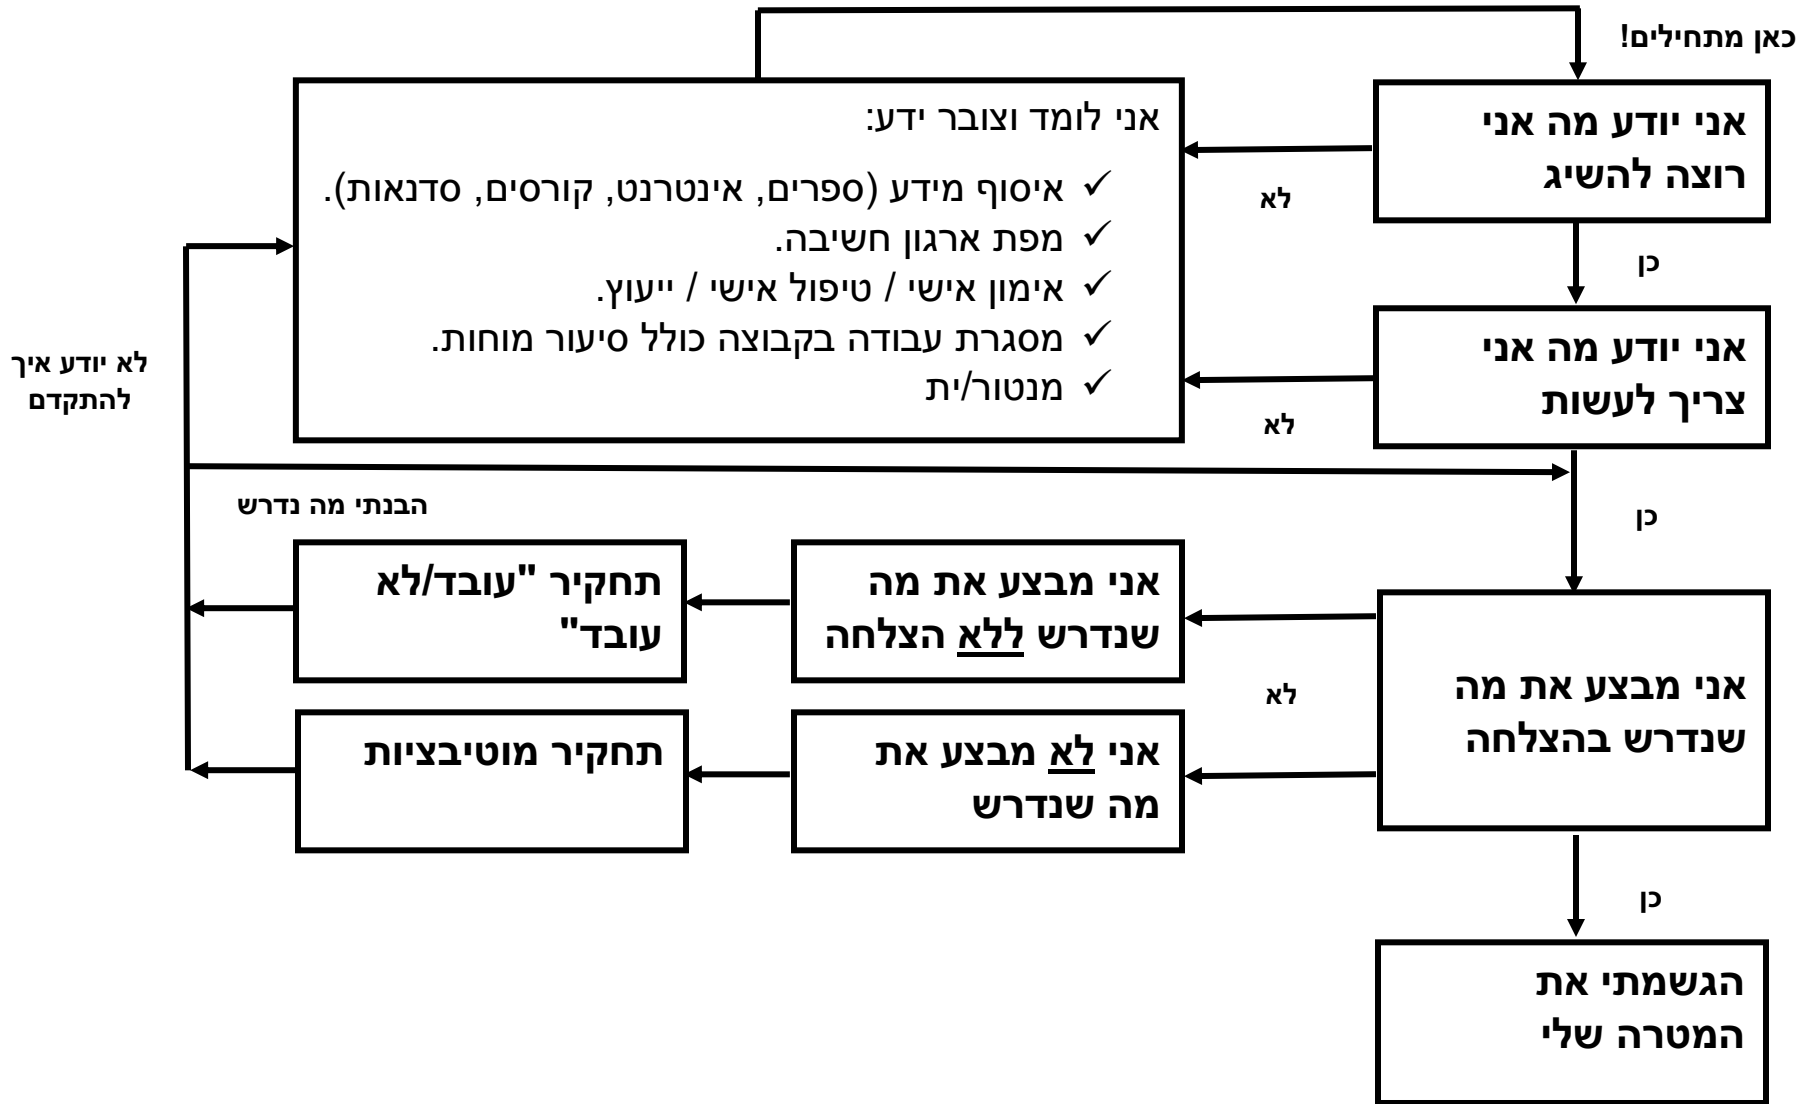 כאן מתחילים!
אני יודע מה אני
רוצה להשיג
לא
אני לומד וצובר ידע:
✓ איסוף מידע (ספרים, אינטרנט, קורסים, סדנאות).
✓ מפת ארגון חשיבה.
✓ אימון אישי / טיפול אישי / ייעוץ.
✓ מסגרת עבודה בקבוצה כולל סיעור מוחות.
✓ מנטור/ית
כן
אני יודע מה אני
צריך לעשות
לא
לא יודע איך
להתקדם
כן
הבנתי מה נדרש
אני מבצע את מה
שנדרש בהצלחה
לא
אני מבצע את מה
שנדרש ללא הצלחה
תחקיר "עובד/לא
עובד"
אני לא מבצע את
מה שנדרש
תחקיר מוטיבציות
כן
הגשמתי את
המטרה שלי